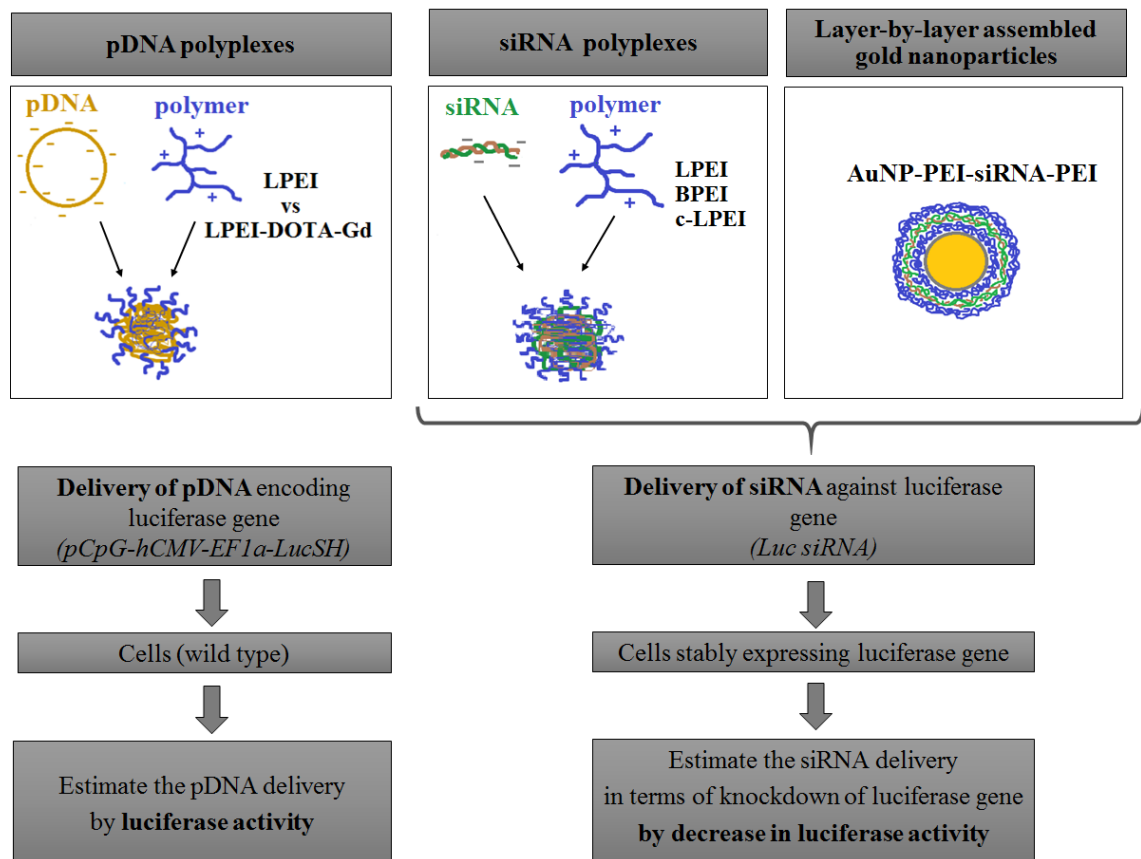 pDNA polyplexes
siRNA polyplexes
Layer-by-layer assembled
gold nanoparticles
pDNA
polymer
LPEI
vs
LPEI-DOTA-Gd
siRNA
polymer
LPEI
BPEI
c-LPEI
AuNP-PEI-siRNA-PEI
Delivery of pDNA encoding
luciferase gene
(pCpG-hCMV-EF1a-LucSH)
Cells (wild type)
Estimate the pDNA delivery
by luciferase activity
Delivery of siRNA against luciferase
gene
(Luc siRNA)
Cells stably expressing luciferase gene
Estimate the siRNA delivery
in terms of knockdown of luciferase gene
by decrease in luciferase activity